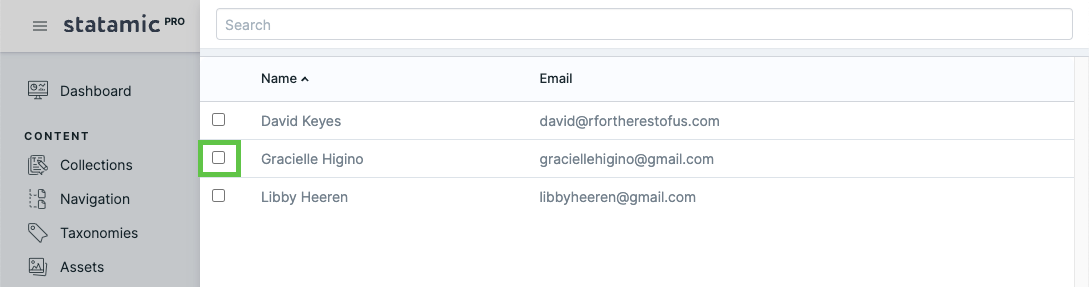 statamic PRO
Search
Dashboard
CONTENT
Collections
Navigation
Taxonomies
Assets
Name Email
David Keyes david@rfortherestofus.com
Gracielle Higino graciellehigino@gmail.com
Libby Heeren libbyheeren@gmail.com